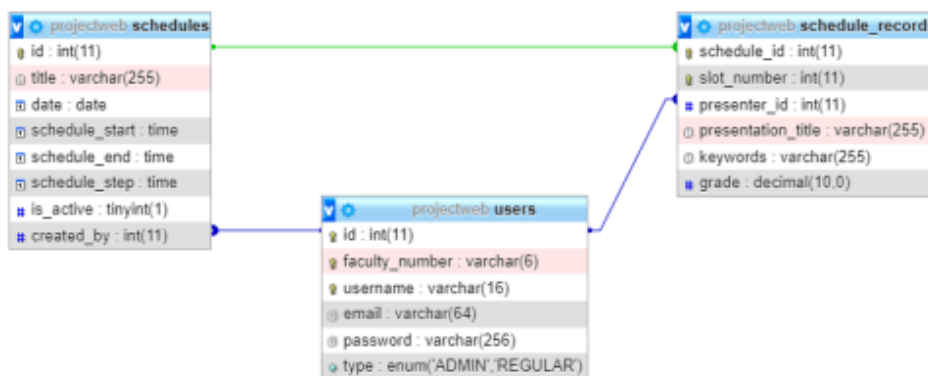 projectweb schedules
id : int(11)
title : varchar(255)
date : date
schedule_start : time
schedule_end : time
schedule_step : time
is_active : tinyint(1)
created_by : int(11)
projectweb users
id : int(11)
faculty_number : varchar(6)
username : varchar(16)
email : varchar(64)
password : varchar(256)
type : enum('ADMIN','REGULAR')
projectweb schedule_record
schedule_id : int(11)
slot_number : int(11)
presenter_id : int(11)
presentation_title : varchar(255)
keywords : varchar(255)
grade : decimal(10,0)